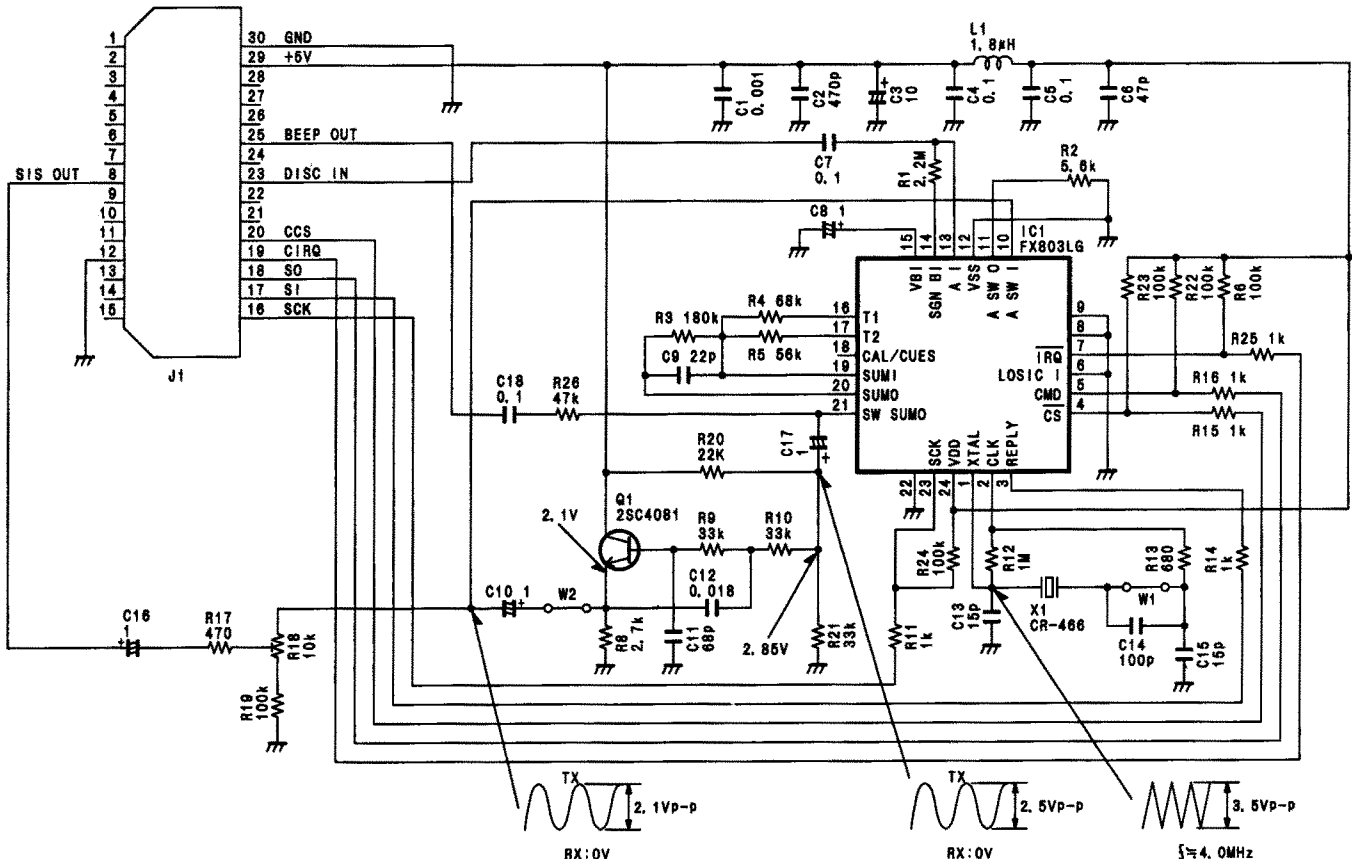 1
2
3
4
5
6
7
8
9
10
11
12
13
14
15
30 GND
29 +5V
28
27
26
25 BEEP OUT
24
23 DISC IN
22
21
20 CCS
19 CIRQ
18 SO
17 SI
16 SCK
J1
SIS OUT
L1
1.8μH
C1
0.001
C2
470p
C3
10
C4
0.1
C5
0.1
C6
47p
C7
0.1
R1
2.2M
R2
5.6k
C8 1
IC1
FX803LG
15
14
13
12
11
10
VBI
SGN BI
A I
VSS
A SW O
A SW I
R4 68k
R3 180k
R5 56k
C9 22p
16 T1
17 T2
18 CAL/CUES
19 SUMI
20 SUMO
21 SW SUMO
9
8
IRQ 7
LOSIC I 6
CMD 5
CS 4
SCK
VDD
XTAL
CLK
REPLY
22
23
24
1
2
3
R23
100k
R22
100k
R6
100k
R25 1k
R16 1k
R15 1k
C18
0.1
R26
47k
C17
1
R20
22K
Q1
2SC4081
2.1V
R9
33k
R10
33k
C12
0.018
C10 1
W2
R8
2.7k
C11
68p
2.85V
R21
33k
C16
1
R17
470
R18
10k
R19
100k
R24
100k
R11
1k
R12
1M
C13
15p
X1
CR-466
R13
680
W1
C14
100p
C15
15p
R14
1k
TX
2.1Vp-p
RX:0V
TX
2.5Vp-p
RX:0V
3.5Vp-p
f≒4.0MHz